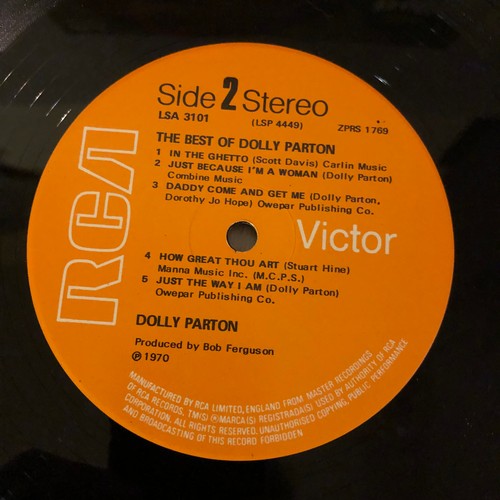 Side 2 Stereo
LSA 3101
(LSP 4449)
ZPRS 1769
THE BEST OF DOLLY PARTON
1 IN THE GHETTO (Scott Davis) Carlin Music
2 JUST BECAUSE I'M A WOMAN (Dolly Parton)
Combine Music
3 DADDY COME AND GET ME (Dolly Parton,
Dorothy Jo Hope) Owepar Publishing Co.
RCA
Victor
4 HOW GREAT THOU ART (Stuart Hine)
Manna Music Inc. (M.C.P.S.)
5 JUST THE WAY I AM (Dolly Parton)
Owepar Publishing Co.
DOLLY PARTON
Produced by Bob Ferguson
℗ 1970
MANUFACTURED BY RCA LIMITED, ENGLAND FROM MASTER RECORDINGS
OF RCA RECORDS. TM(S) ® MARCA(S) REGISTRADA(S) USED BY AUTHORITY OF RCA
CORPORATION. ALL RIGHTS RESERVED. UNAUTHORISED COPYING, PUBLIC PERFORMANCE
AND BROADCASTING OF THIS RECORD FORBIDDEN